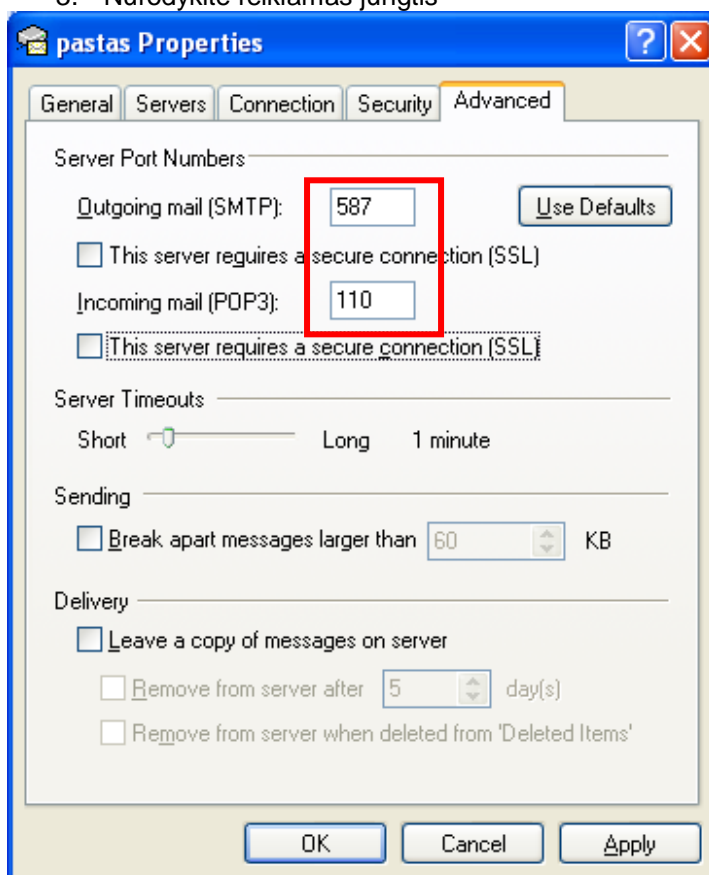 Nurodykite reikiamas jungtis
pastas Properties
General Servers Connection Security Advanced
Server Port Numbers
Outgoing mail (SMTP): 587 Use Defaults
This server requires a secure connection (SSL)
Incoming mail (POP3): 110
This server requires a secure connection (SSL)
Server Timeouts
Short Long 1 minute
Sending
Break apart messages larger than 60 KB
Delivery
Leave a copy of messages on server
Remove from server after 5 day(s)
Remove from server when deleted from 'Deleted Items'
OK Cancel Apply